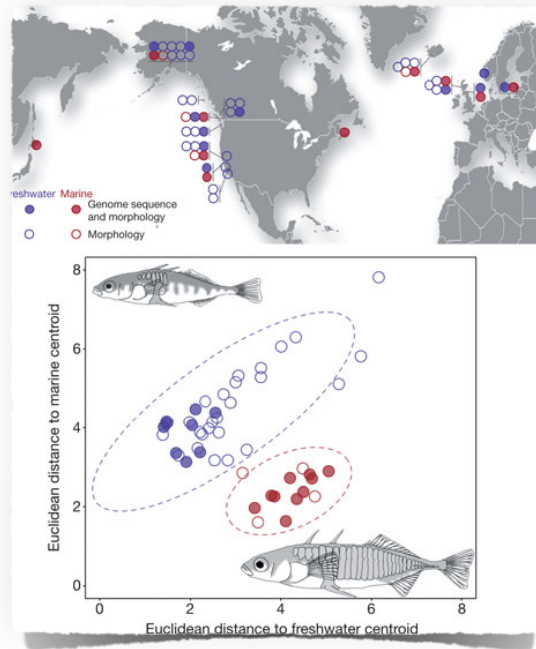 reshwater Marine
Genome sequence
and morphology
Morphology
8
6
4
2
0
Euclidean distance to marine centroid
0 2 4 6 8
Euclidean distance to freshwater centroid